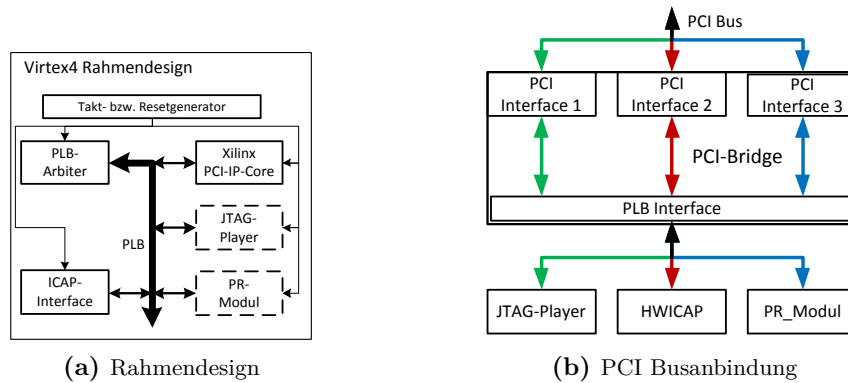 Virtex4 Rahmendesign
Takt- bzw. Resetgenerator
PLB-
Arbiter
Xilinx
PCI-IP-Core
JTAG-
Player
PLB
ICAP-
Interface
PR-
Modul
(a) Rahmendesign
PCI Bus
PCI
Interface 1
PCI
Interface 2
PCI
Interface 3
PCI-Bridge
PLB Interface
JTAG-Player
HWICAP
PR_Modul
(b) PCI Busanbindung